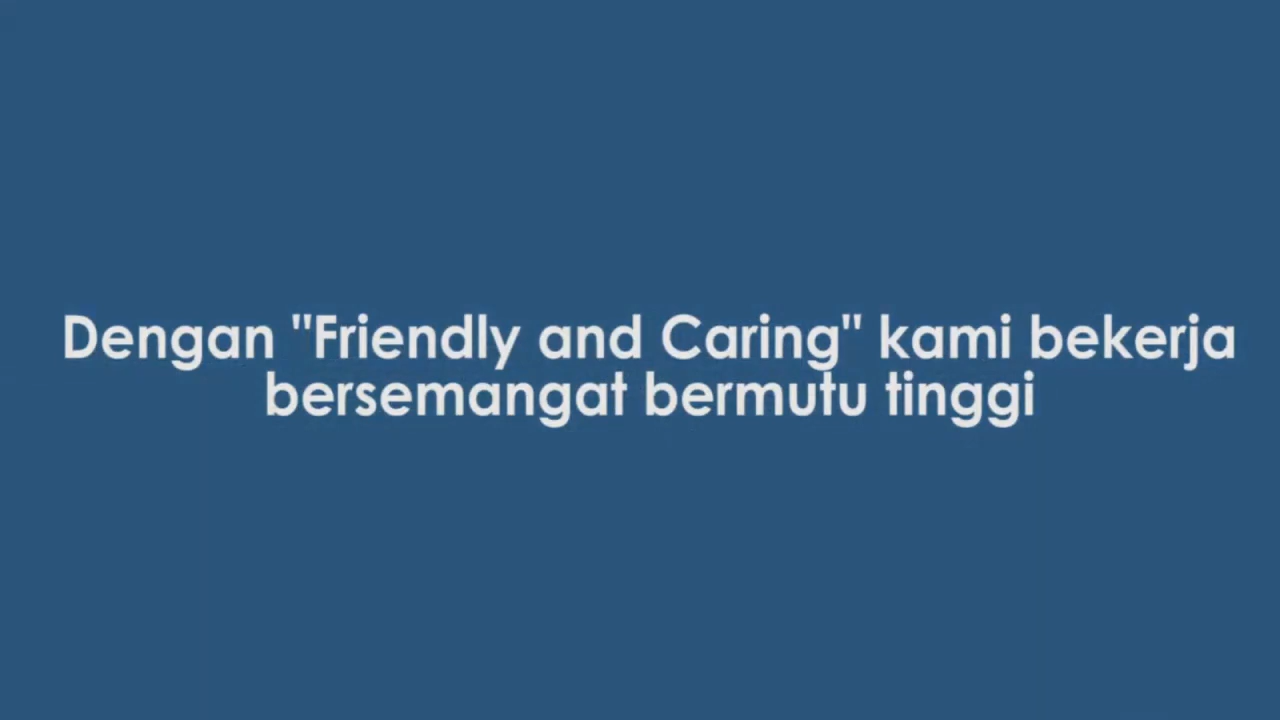 Dengan "Friendly and Caring" kami bekerja
bersemangat bermutu tinggi